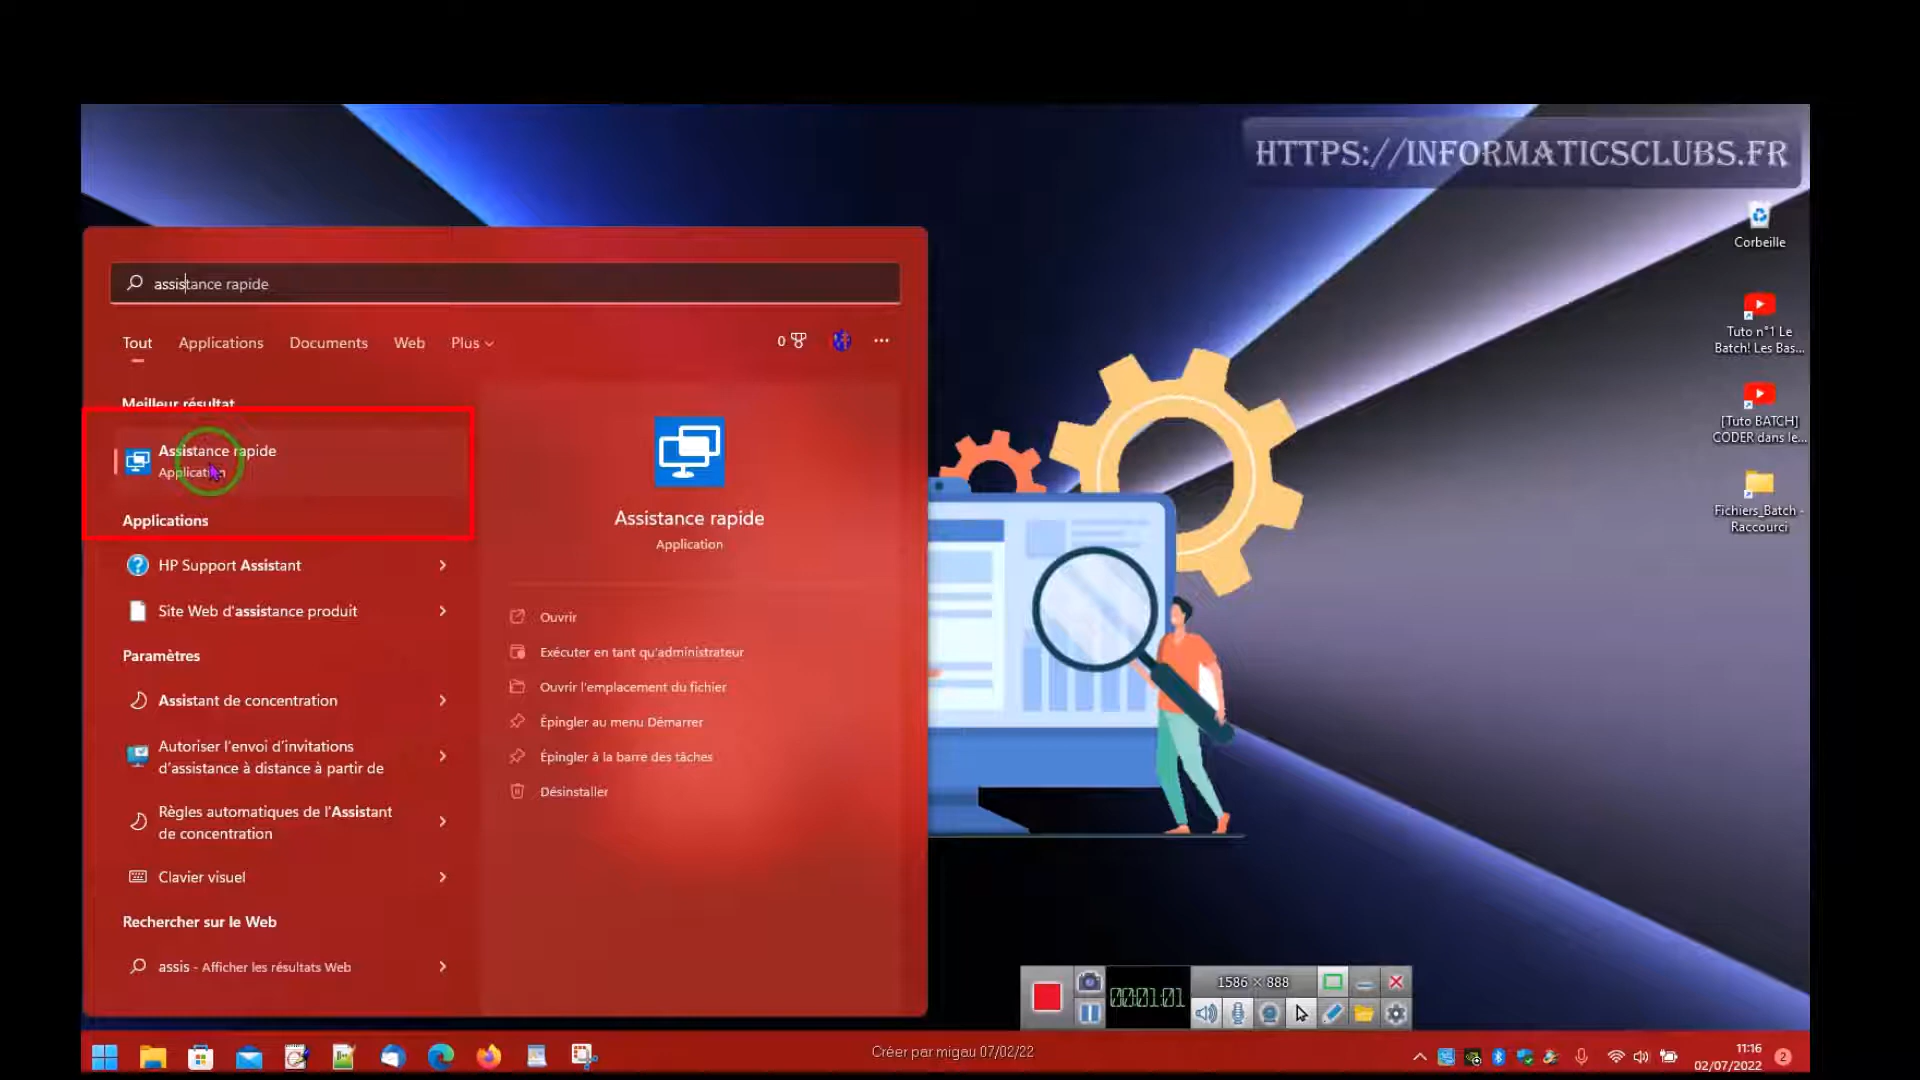 HTTPS://INFORMATICSCLUBS.FR
Corbeille
Tuto n°1 Le
Batch! Les Bas...
[Tuto BATCH]
CODER dans le...
Fichiers_Batch -
Raccourci
assistance rapide
Tout
Applications
Documents
Web
Plus
0
Meilleur résultat
Assistance rapide
Application
Applications
HP Support Assistant
Site Web d'assistance produit
Paramètres
Assistant de concentration
Autoriser l'envoi d'invitations
d'assistance à distance à partir de
Règles automatiques de l'Assistant
de concentration
Clavier visuel
Rechercher sur le Web
assis - Afficher les résultats Web
Assistance rapide
Application
Ouvrir
Exécuter en tant qu'administrateur
Ouvrir l'emplacement du fichier
Épingler au menu Démarrer
Épingler à la barre des tâches
Désinstaller
00:01.01
1586 × 888
Créer par migau 07/02/22
11:16
02/07/2022
2